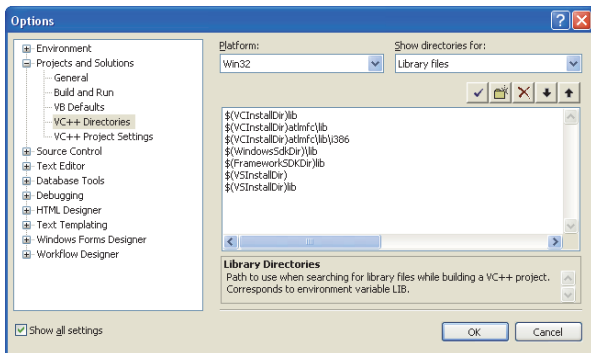 Options
Environment
Projects and Solutions
General
Build and Run
VB Defaults
VC++ Directories
VC++ Project Settings
Source Control
Text Editor
Database Tools
Debugging
HTML Designer
Text Templating
Windows Forms Designer
Workflow Designer
Show all settings
Platform:
Win32
Show directories for:
Library files
$(VCInstallDir)lib
$(VCInstallDir)atlmfc\lib
$(VCInstallDir)atlmfc\lib\i386
$(WindowsSdkDir)\lib
$(FrameworkSDKDir)lib
$(VSInstallDir)
$(VSInstallDir)lib
Library Directories
Path to use when searching for library files while building a VC++ project.
Corresponds to environment variable LIB.
OK
Cancel